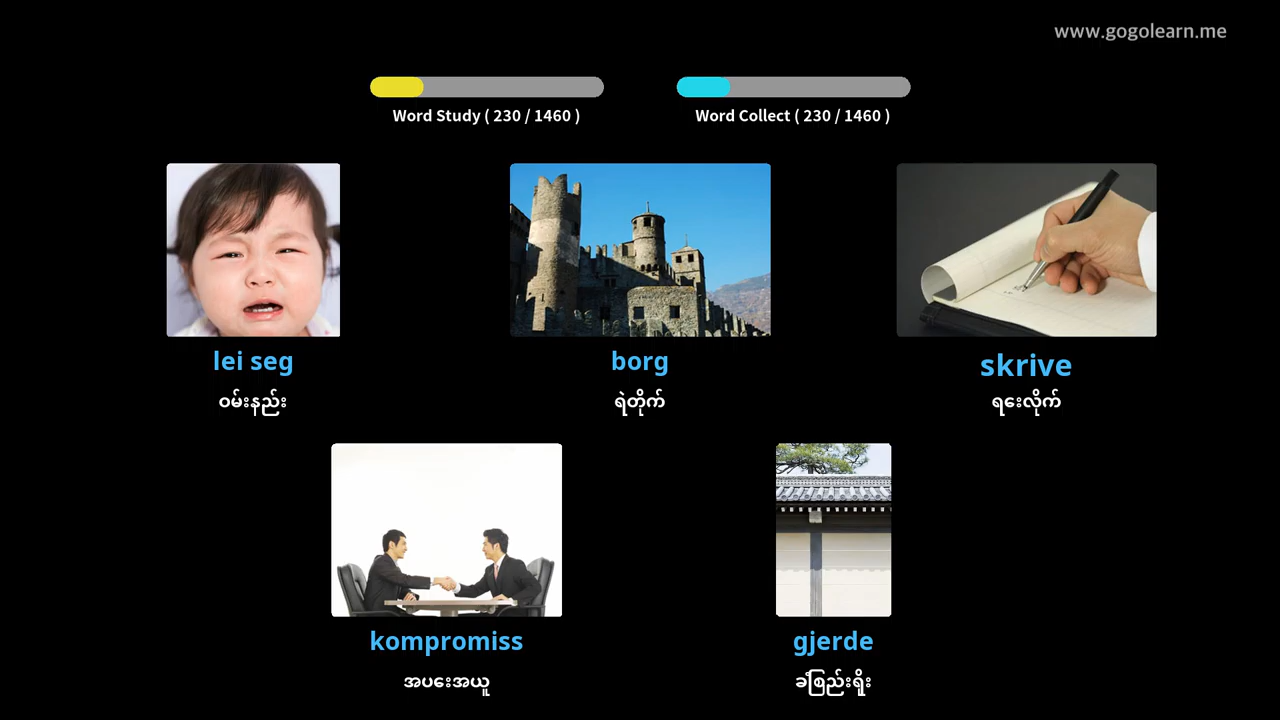 www.gogolearn.me
Word Study ( 230 / 1460 )
Word Collect ( 230 / 1460 )
lei seg
borg
skrive
ဝမ်းနည်း
ရဲတိုက်
ရေးလိုက်
kompromiss
gjerde
အပေးအယူ
ခံစြည်းရိုး